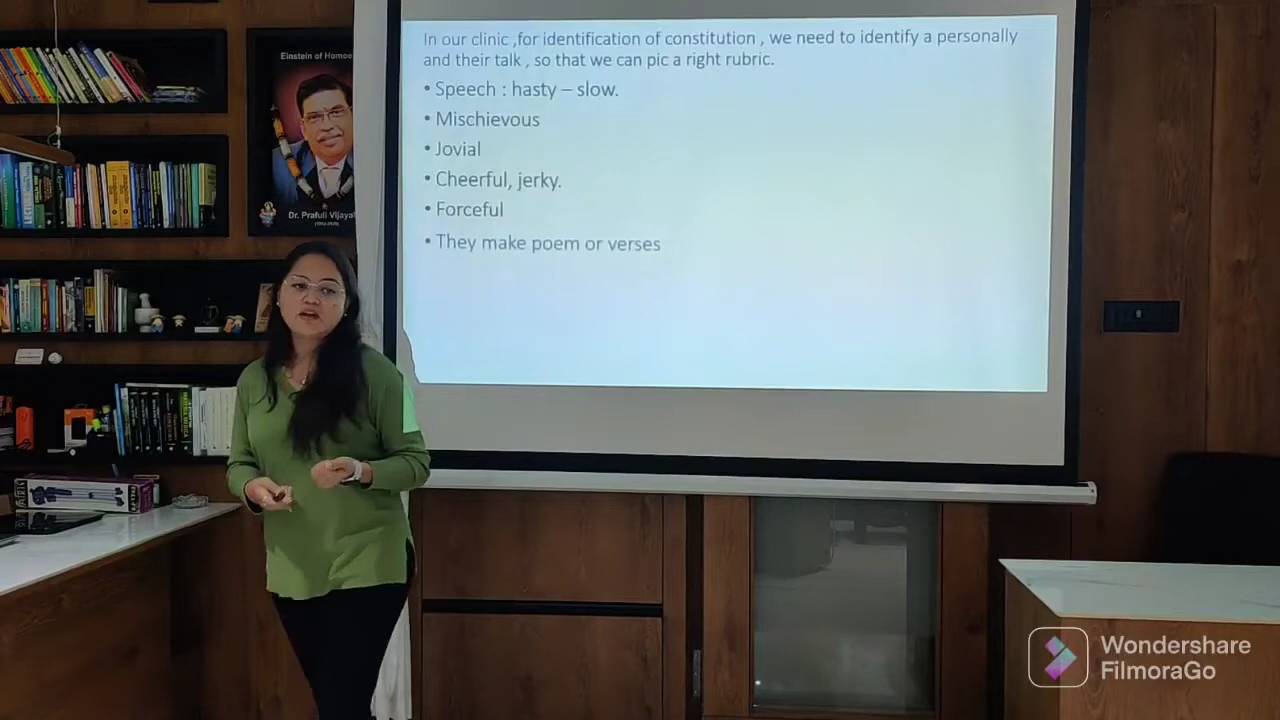 In our clinic ,for identification of constitution , we need to identify a personally
and their talk , so that we can pic a right rubric.
• Speech : hasty – slow.
• Mischievous
• Jovial
• Cheerful, jerky.
• Forceful
• They make poem or verses
Einstein of Homoe
Dr. Prafull Vijayal
Wondershare
FilmoraGo